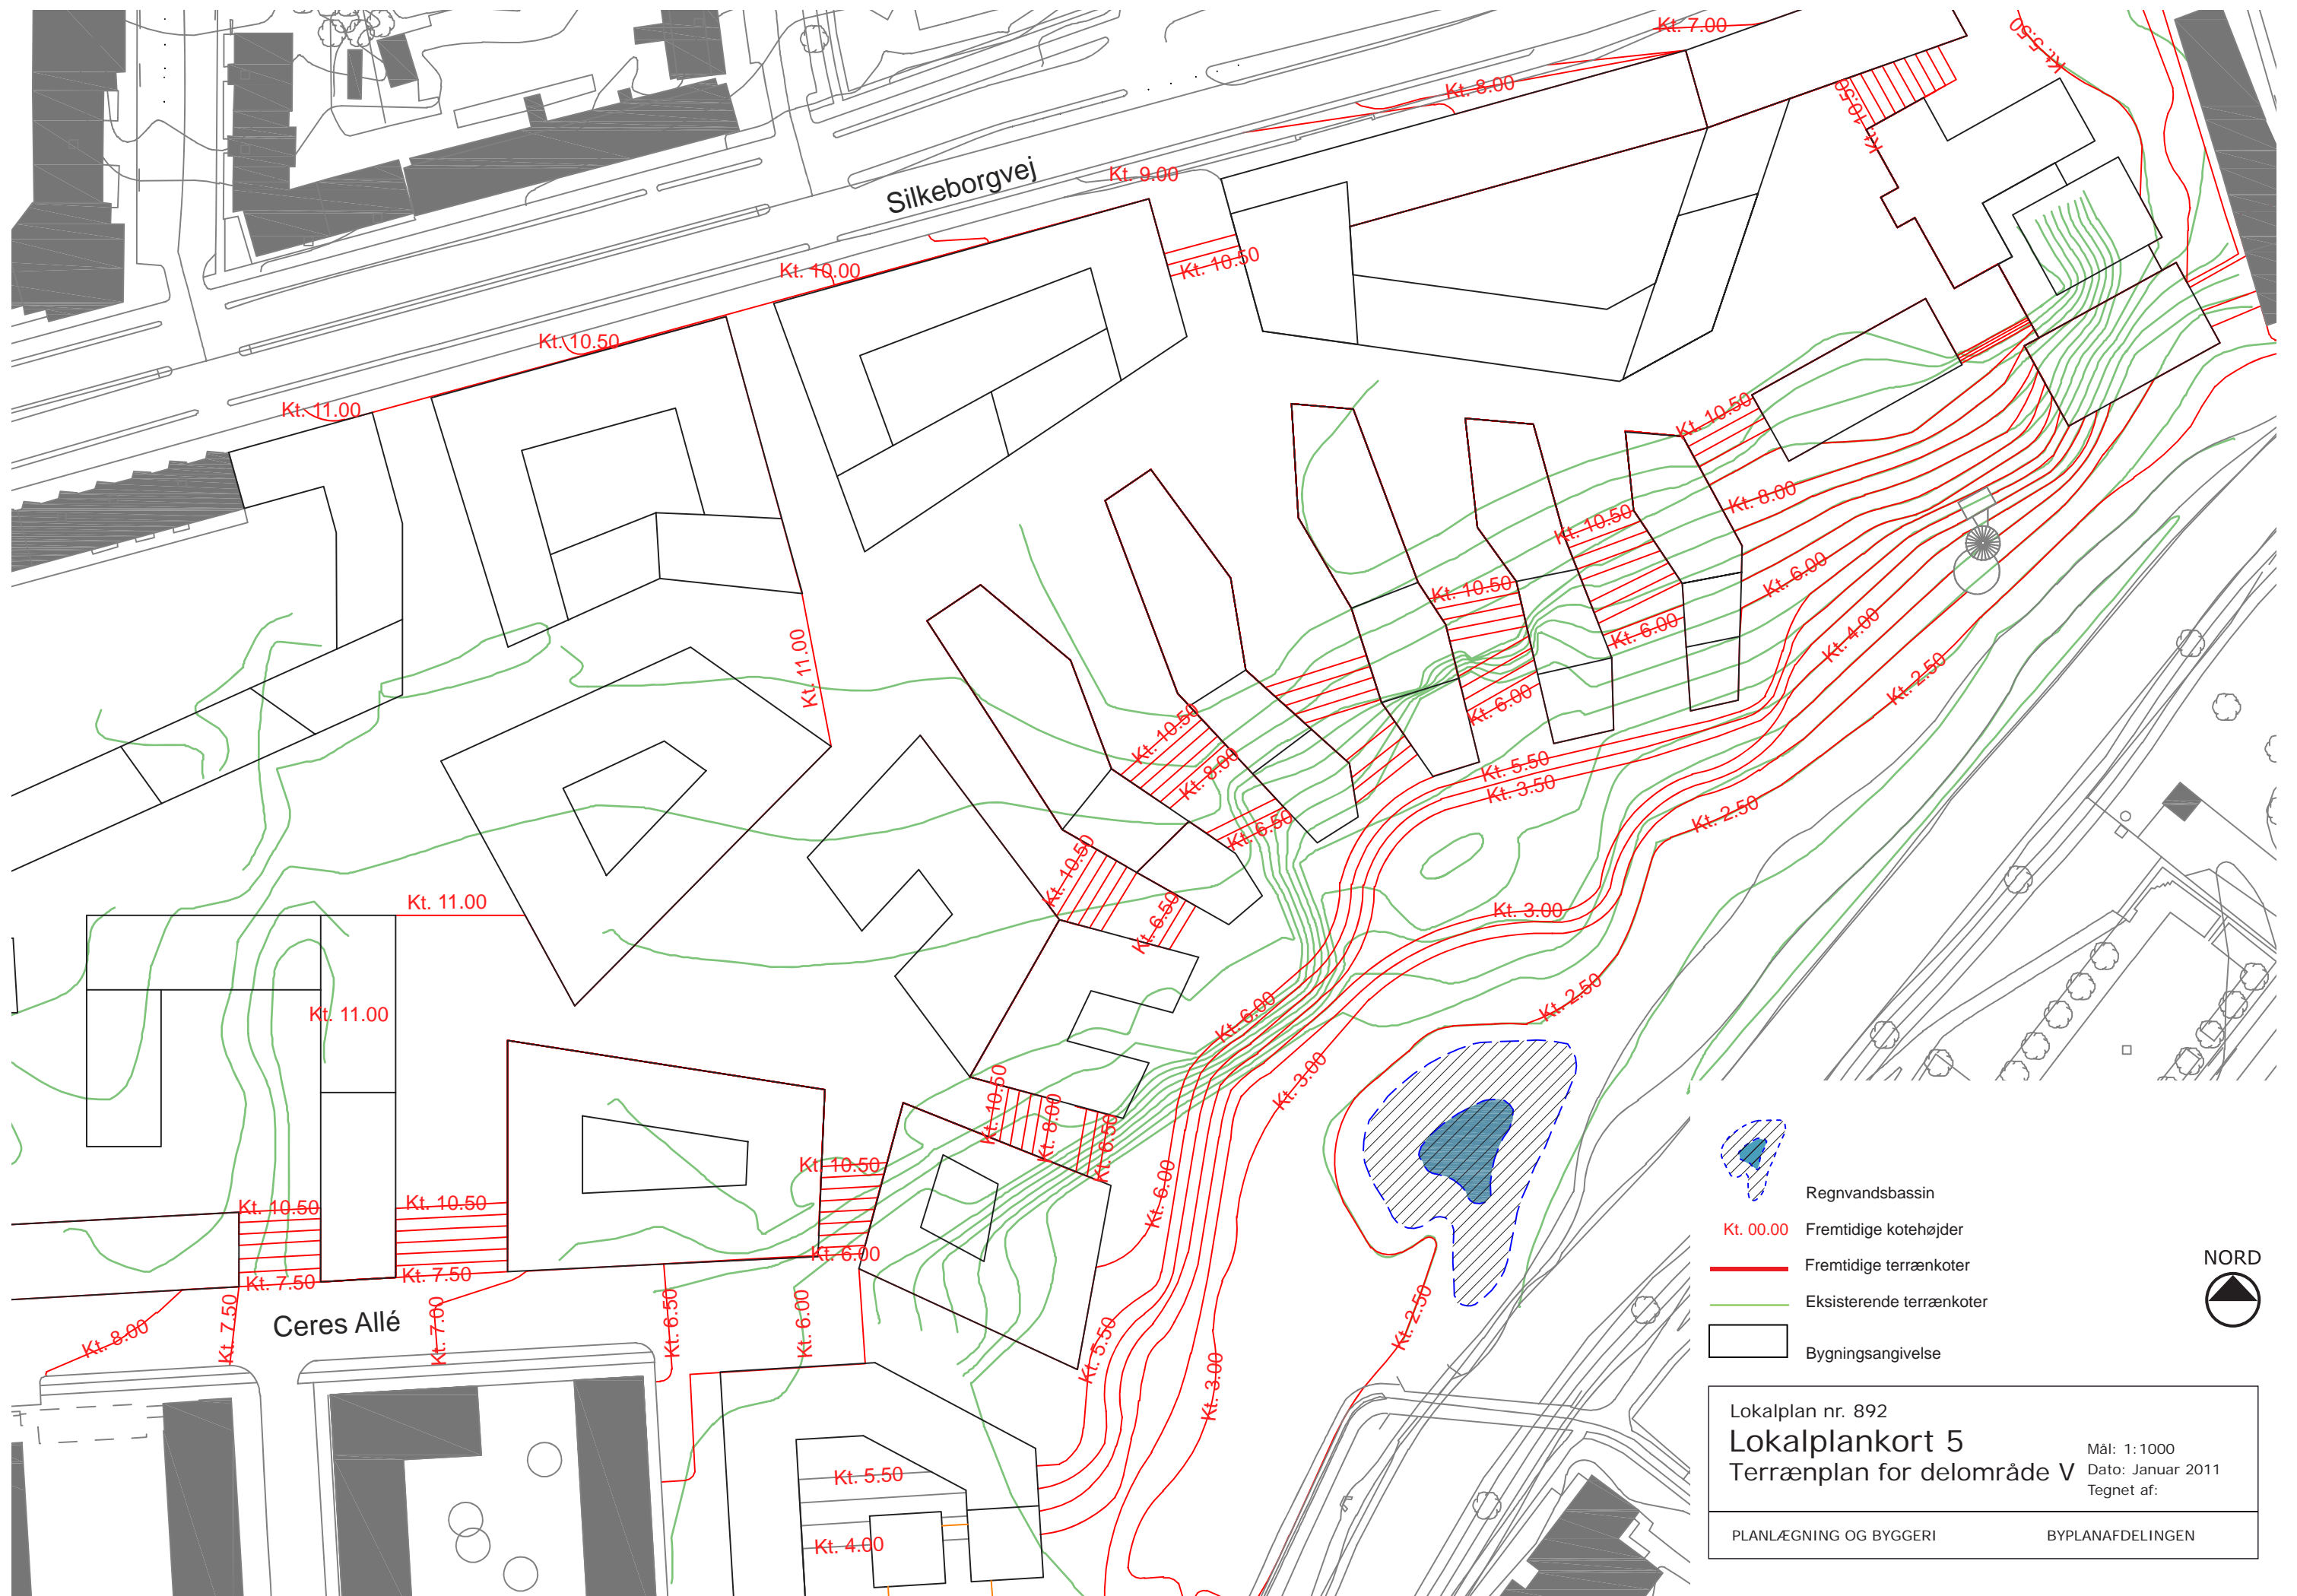 Kt. 7.00
Kt. 5.50
Kt. 8.00
Kt. 10.50
Kt. 9.00
Silkeborgvej
Kt. 10.00
Kt. 10.50
Kt. 10.50
Kt. 11.00
Kt. 10.50
Kt. 8.00
Kt. 10.50
Kt. 10.50
Kt. 6.00
Kt. 6.00
Kt. 4.00
Kt. 2.50
Kt. 11.00
Kt. 10.50
Kt. 6.00
Kt. 8.00
Kt. 5.50
Kt. 3.50
Kt. 2.50
Kt. 6.50
Kt. 10.50
Kt. 11.00
Kt. 6.50
Kt. 3.00
Kt. 11.00
Kt. 6.00
Kt. 2.50
Kt. 3.00
Kt. 10.50
Kt. 8.00
Kt. 6.50
Kt. 10.50
Kt. 6.00
Kt. 10.50
Kt. 10.50
Kt. 6.00
Kt. 7.50
Kt. 7.50
Kt. 8.00
Kt. 7.50
Ceres Allé
Kt. 7.00
Kt. 6.50
Kt. 6.00
Kt. 5.50
Kt. 3.00
Kt. 2.50
Kt. 5.50
Kt. 4.00
Regnvandsbassin
Kt. 00.00 Fremtidige kotehøjder
Fremtidige terrænkoter
Eksisterende terrænkoter
Bygningsangivelse
NORD
Lokalplan nr. 892
Lokalplankort 5
Terrænplan for delområde V
Mål: 1:1000
Dato: Januar 2011
Tegnet af:
PLANLÆGNING OG BYGGERI BYPLANAFDELINGEN